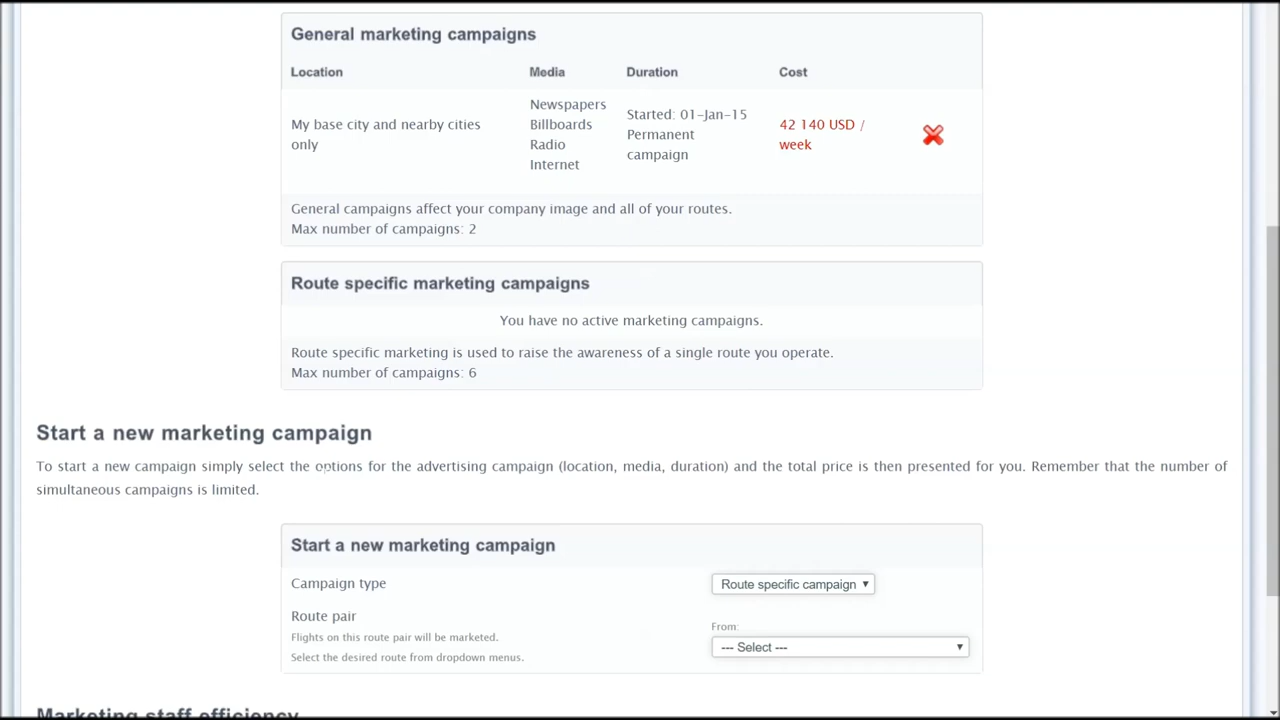 General marketing campaigns
Location Media Duration Cost
My base city and nearby cities only
Newspapers
Billboards
Radio
Internet
Started: 01-Jan-15
Permanent
campaign
42 140 USD /
week
General campaigns affect your company image and all of your routes.
Max number of campaigns: 2
Route specific marketing campaigns
You have no active marketing campaigns.
Route specific marketing is used to raise the awareness of a single route you operate.
Max number of campaigns: 6
Start a new marketing campaign
To start a new campaign simply select the options for the advertising campaign (location, media, duration) and the total price is then presented for you. Remember that the number of
simultaneous campaigns is limited.
Start a new marketing campaign
Campaign type
Route specific campaign
Route pair
Flights on this route pair will be marketed.
Select the desired route from dropdown menus.
From:
--- Select ---
Marketing staff efficiency